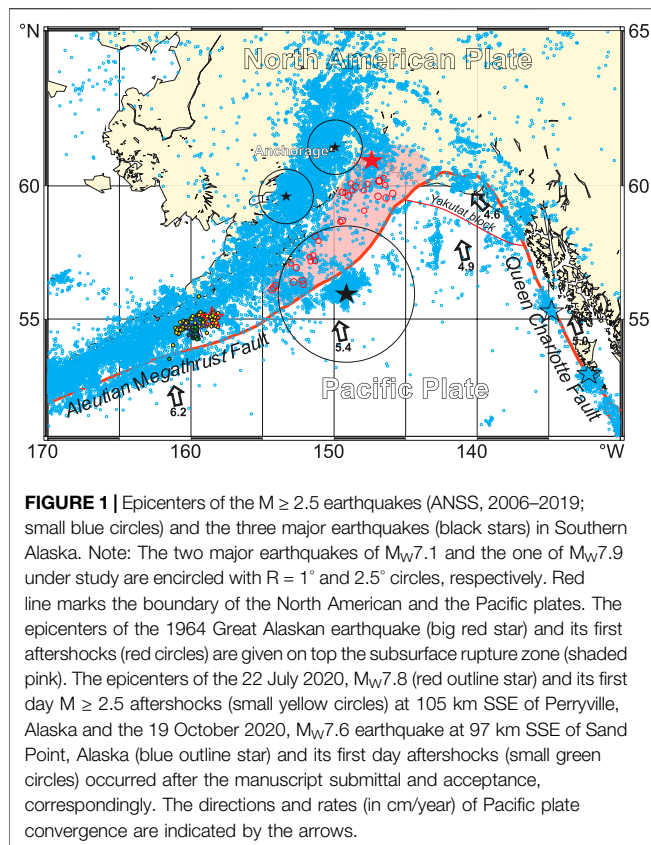 °N
65
North American Plate
Anchorage
60
4.6
Yakutat block
4.9
Queen Charlotte Fault
55
5.0
5.4
Aleutian Megathrust Fault
Pacific Plate
6.2
170
160
150
140
°W
FIGURE 1 | Epicenters of the M ≥ 2.5 earthquakes (ANSS, 2006–2019;
small blue circles) and the three major earthquakes (black stars) in Southern
Alaska. Note: The two major earthquakes of MW7.1 and the one of MW7.9
under study are encircled with R = 1° and 2.5° circles, respectively. Red
line marks the boundary of the North American and the Pacific plates. The
epicenters of the 1964 Great Alaskan earthquake (big red star) and its first
aftershocks (red circles) are given on top the subsurface rupture zone (shaded
pink). The epicenters of the 22 July 2020, MW7.8 (red outline star) and its first
day M ≥ 2.5 aftershocks (small yellow circles) at 105 km SSE of Perryville,
Alaska and the 19 October 2020, MW7.6 earthquake at 97 km SSE of Sand
Point, Alaska (blue outline star) and its first day aftershocks (small green
circles) occurred after the manuscript submittal and acceptance,
correspondingly. The directions and rates (in cm/year) of Pacific plate
convergence are indicated by the arrows.